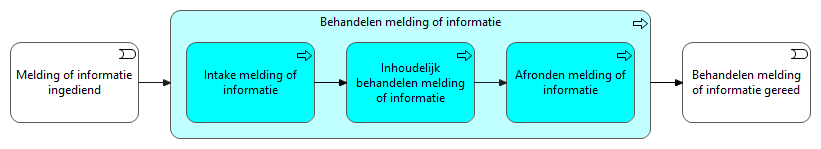 Behandelen melding of informatie
Melding of informatie
ingediend
Intake melding of
informatie
Inhoudelijk
behandelen melding
of informatie
Afronden melding of
informatie
Behandelen melding
of informatie gereed